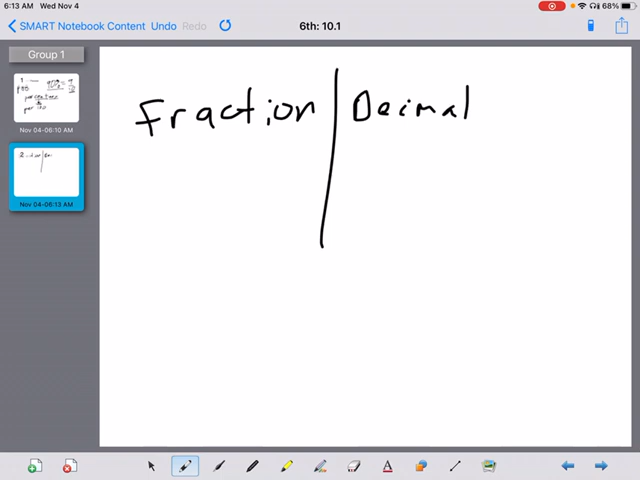 6:13 AM Wed Nov 4
68%
SMART Notebook Content Undo Redo
6th: 10.1
Group 1
Nov 04-06:10 AM
Nov 04-06:13 AM
Fraction Decimal
A